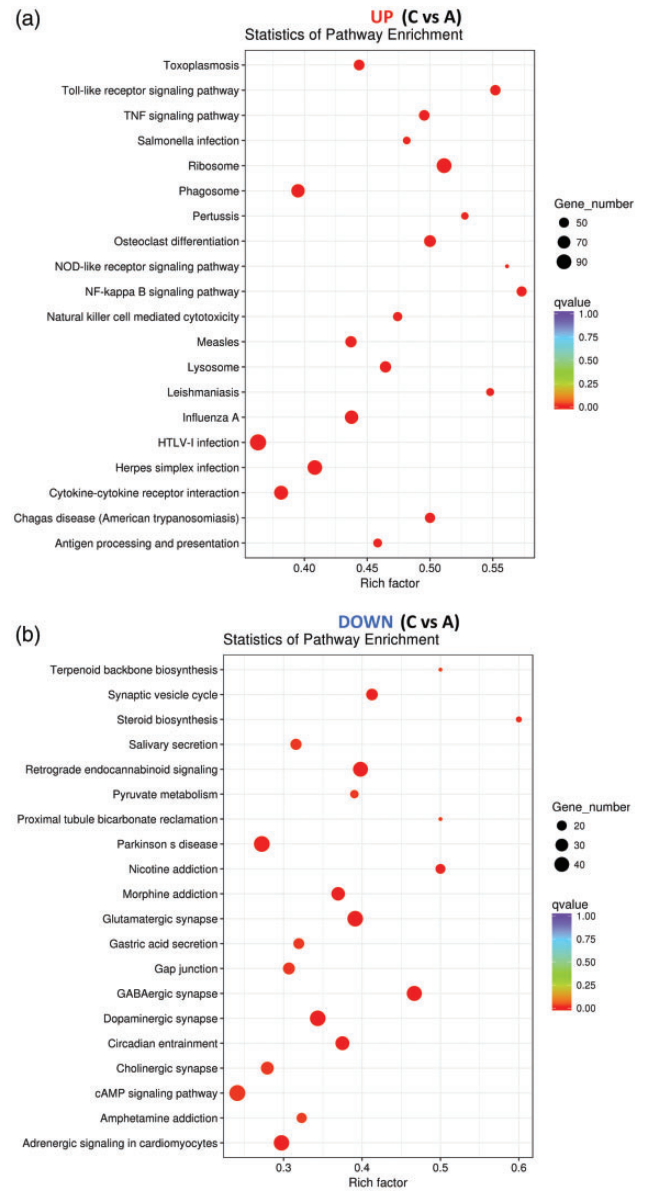 (a)
UP (C vs A)
Statistics of Pathway Enrichment
Toxoplasmosis
Toll-like receptor signaling pathway
TNF signaling pathway
Salmonella infection
Ribosome
Phagosome
Pertussis
Osteoclast differentiation
NOD-like receptor signaling pathway
NF-kappa B signaling pathway
Natural killer cell mediated cytotoxicity
Measles
Lysosome
Leishmaniasis
Influenza A
HTLV-I infection
Herpes simplex infection
Cytokine-cytokine receptor interaction
Chagas disease (American trypanosomiasis)
Antigen processing and presentation
0.40 0.45 0.50 0.55
Rich factor
Gene_number
50
70
90
qvalue
1.00
0.75
0.50
0.25
0.00
(b)
DOWN (C vs A)
Statistics of Pathway Enrichment
Terpenoid backbone biosynthesis
Synaptic vesicle cycle
Steroid biosynthesis
Salivary secretion
Retrograde endocannabinoid signaling
Pyruvate metabolism
Proximal tubule bicarbonate reclamation
Parkinson s disease
Nicotine addiction
Morphine addiction
Glutamatergic synapse
Gastric acid secretion
Gap junction
GABAergic synapse
Dopaminergic synapse
Circadian entrainment
Cholinergic synapse
cAMP signaling pathway
Amphetamine addiction
Adrenergic signaling in cardiomyocytes
0.3 0.4 0.5 0.6
Rich factor
Gene_number
20
30
40
qvalue
1.00
0.75
0.50
0.25
0.00